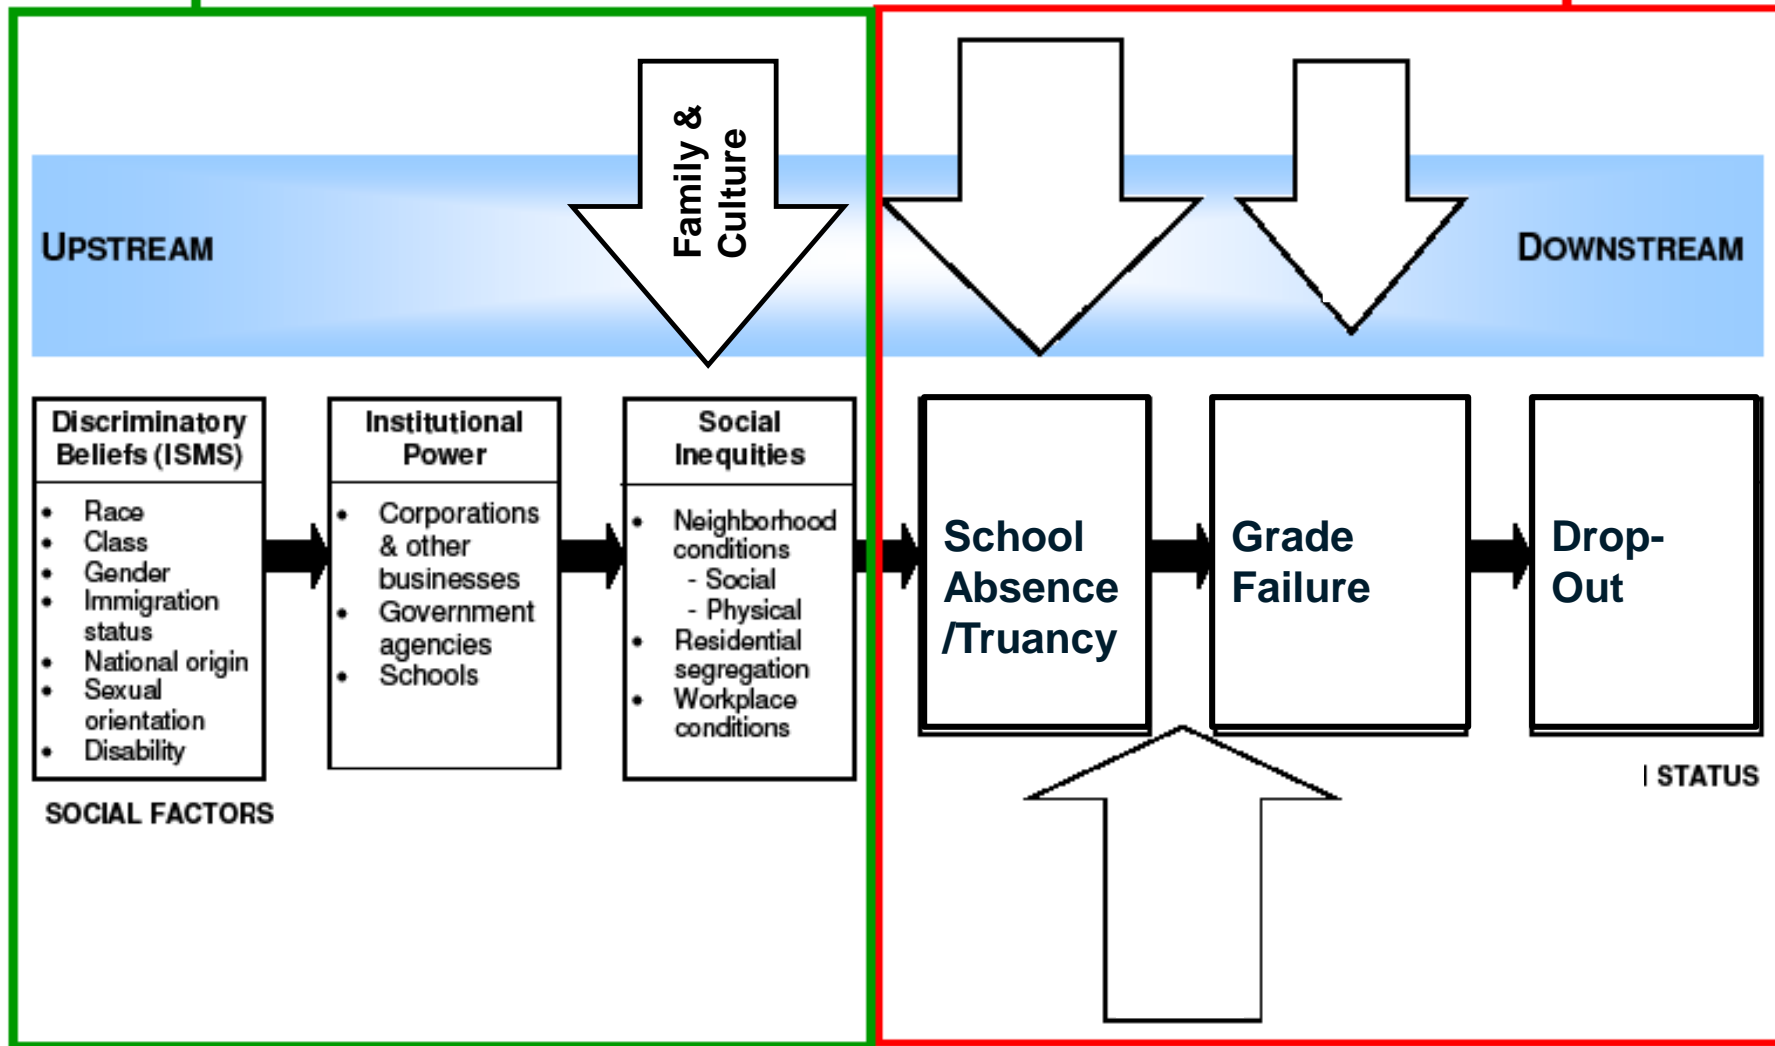 Family &
Culture
UPSTREAM
DOWNSTREAM
Discriminatory
Beliefs (ISMS)
• Race
• Class
• Gender
• Immigration
status
• National origin
• Sexual
orientation
• Disability
Institutional
Power
• Corporations
& other
businesses
• Government
agencies
• Schools
Social
Inequities
• Neighborhood
conditions
- Social
- Physical
• Residential
segregation
• Workplace
conditions
School
Absence
/Truancy
Grade
Failure
Drop-
Out
SOCIAL FACTORS
STATUS